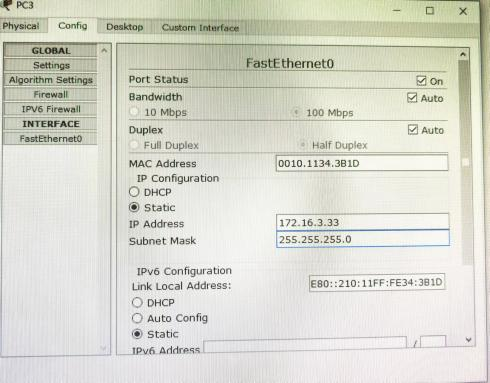 PC3
Physical Config Desktop Custom Interface
GLOBAL
Settings
Algorithm Settings
Firewall
IPV6 Firewall
INTERFACE
FastEthernet0
FastEthernet0
Port Status On
Bandwidth Auto
10 Mbps 100 Mbps
Duplex Auto
Full Duplex Half Duplex
MAC Address 0010.1134.3B1D
IP Configuration
DHCP
Static
IP Address 172.16.3.33
Subnet Mask 255.255.255.0
IPv6 Configuration
Link Local Address: E80::210:11FF:FE34:3B1D
DHCP
Auto Config
Static
IPv6 Address /